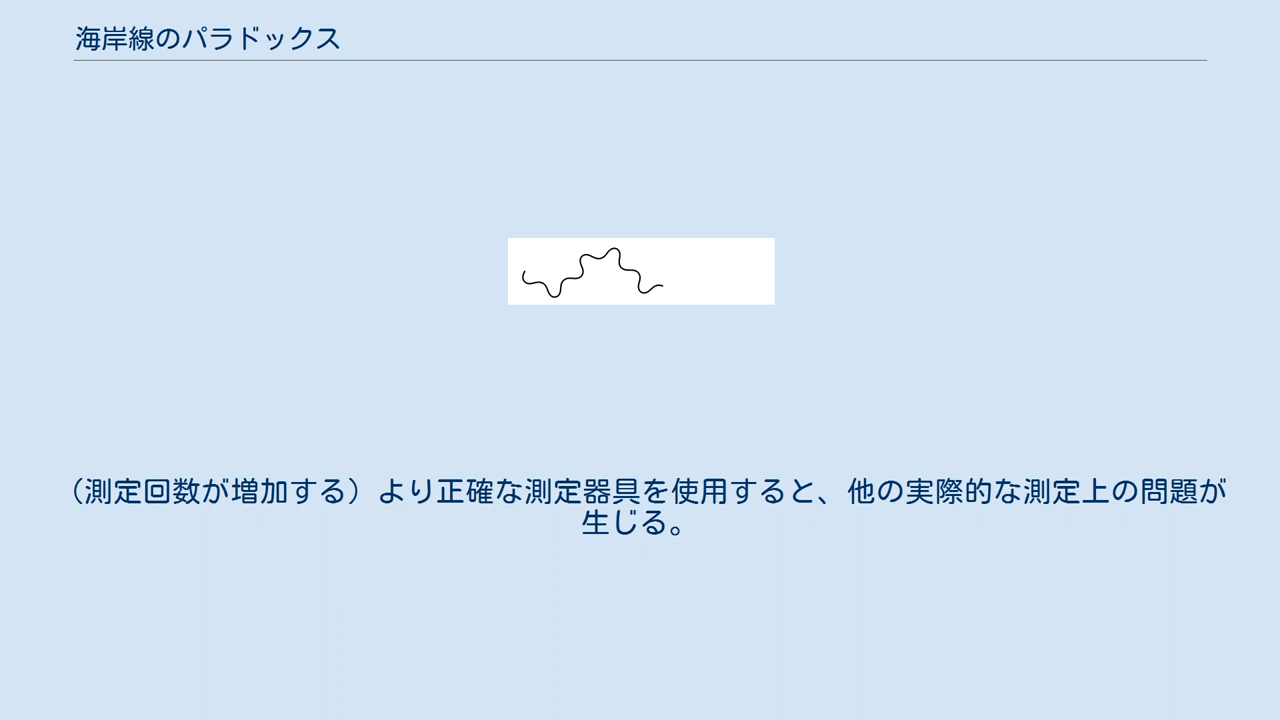 海岸線のパラドックス
（測定回数が増加する）より正確な測定器具を使用すると、他の実際的な測定上の問題が
生じる。